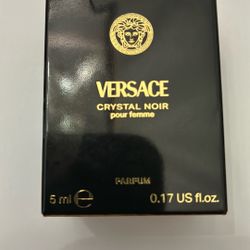 VERSACE
CRYSTAL NOIR
pour femme
PARFUM
5 ml ℮ 0.17 US fl.oz.